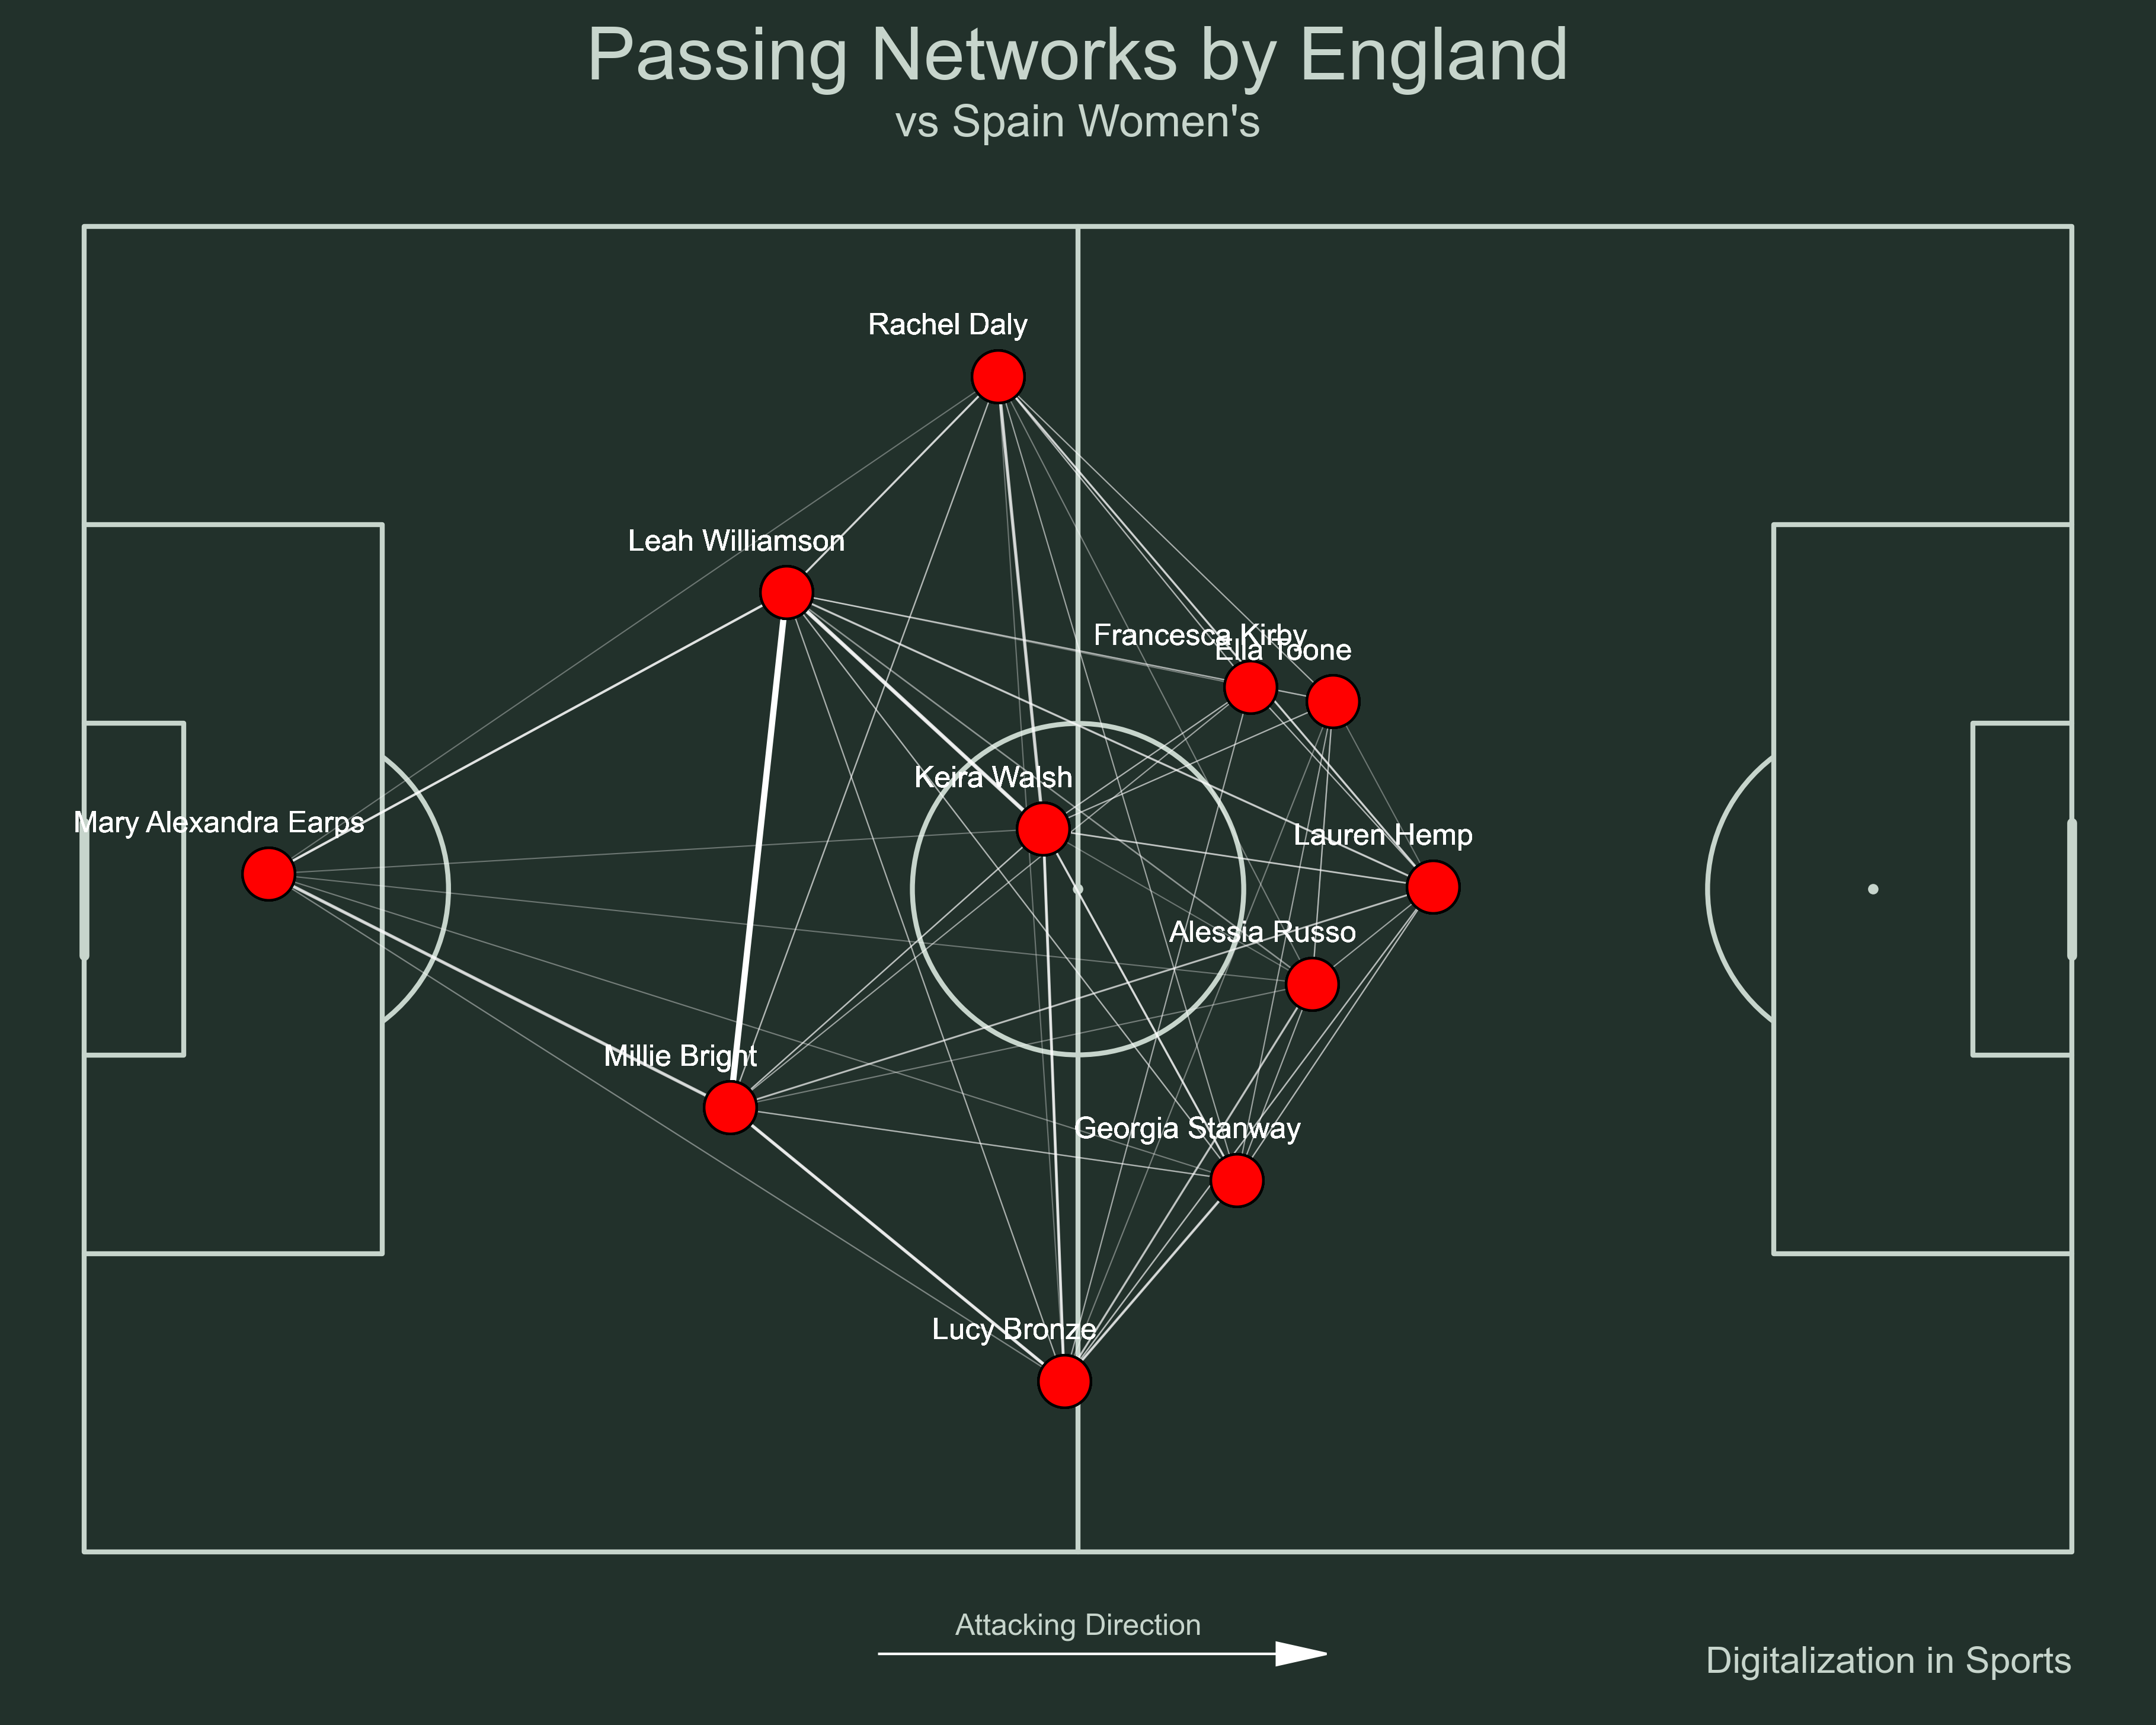 Passing Networks by England
vs Spain Women's
Rachel Daly
Leah Williamson
Francesca Kirby
Ella Toone
Keira Walsh
Mary Alexandra Earps
Lauren Hemp
Alessia Russo
Millie Bright
Georgia Stanway
Lucy Bronze
Attacking Direction
Digitalization in Sports